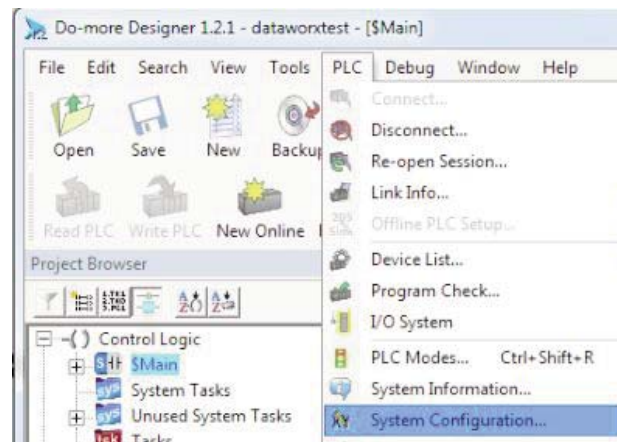 Do-more Designer 1.2.1 - dataworxtest - [$Main]
File Edit Search View Tools PLC Debug Window Help
Open Save New Backup
Read PLC Write PLC New Online
Project Browser
Control Logic
$Main
System Tasks
Unused System Tasks
Tasks
Connect...
Disconnect...
Re-open Session...
Link Info...
Offline PLC Setup...
Device List...
Program Check...
I/O System
PLC Modes... Ctrl+Shift+R
System Information...
System Configuration...